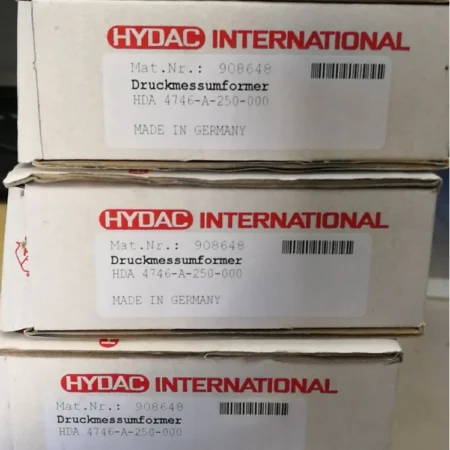 HYDAC INTERNATIONAL
Mat.Nr.: 908648
Druckmessumformer
HDA 4746-A-250-000
MADE IN GERMANY
HYDAC INTERNATIONAL
Mat.Nr.: 908648
Druckmessumformer
HDA 4746-A-250-000
MADE IN GERMANY
HYDAC INTERNATIONAL
Mat.Nr.: 908648
Druckmessumformer
HDA 4746-A-250-000